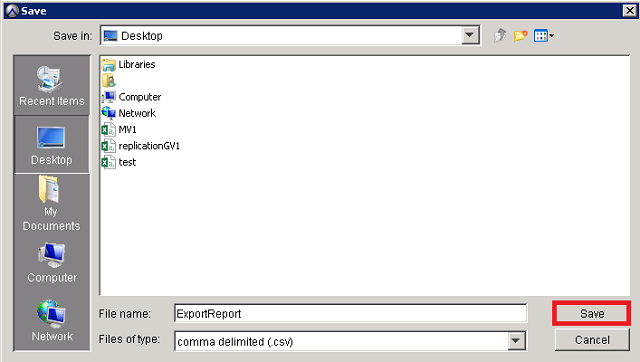 Save
Save in: Desktop
Recent Items
Desktop
My
Documents
Computer
Network
Libraries
Computer
Network
MV1
replicationGV1
test
File name: ExportReport Save
Files of type: comma delimited (.csv) Cancel